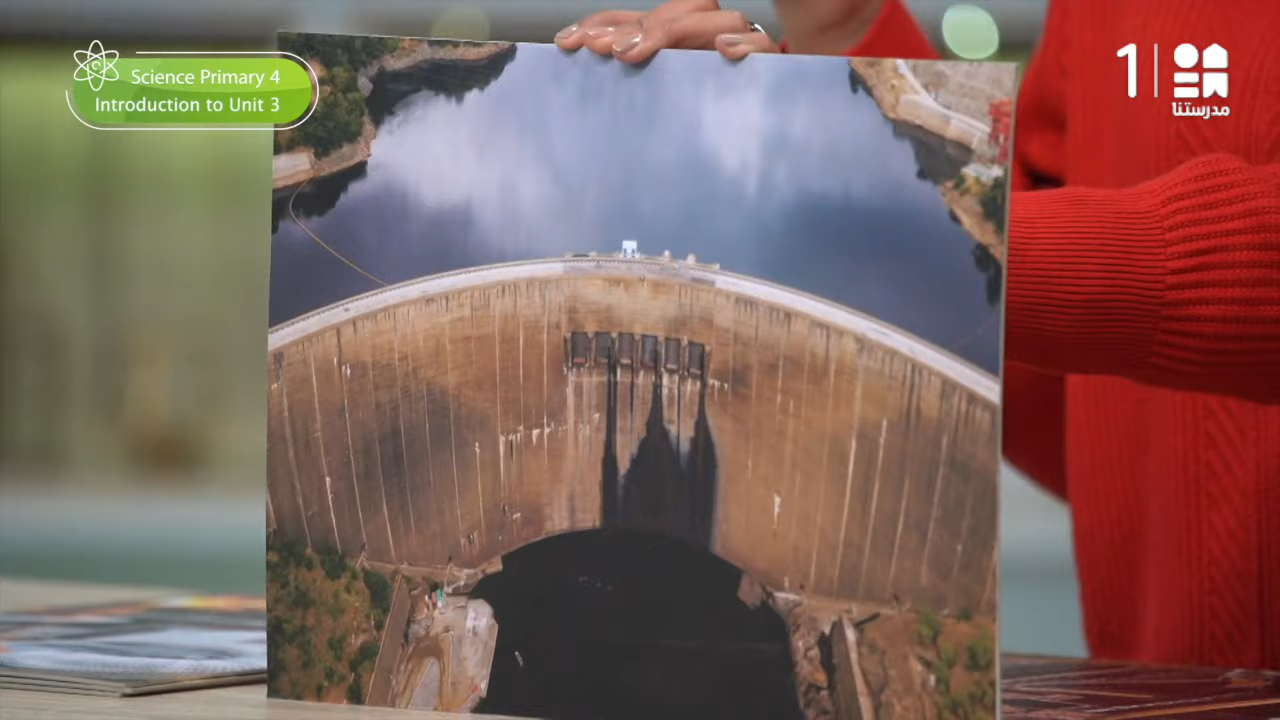 Science Primary 4
Introduction to Unit 3
1
مدرستنا